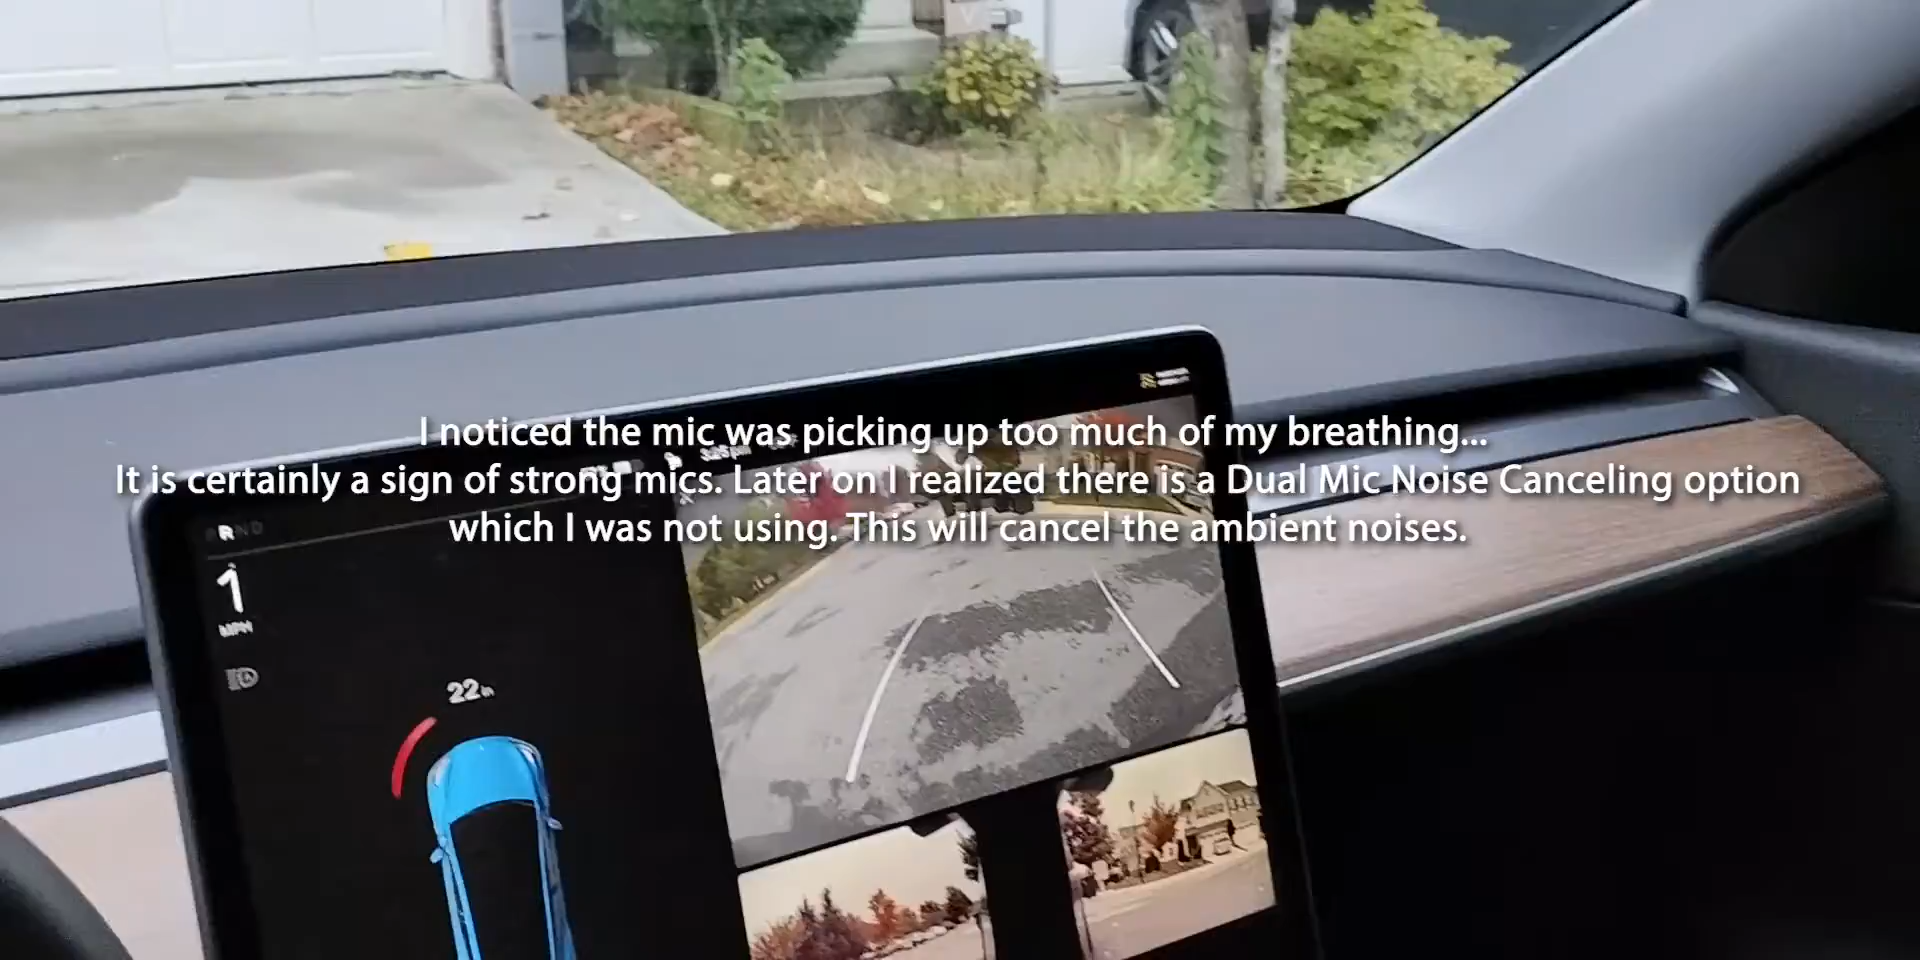 I noticed the mic was picking up too much of my breathing...
It is certainly a sign of strong mics. Later on I realized there is a Dual Mic Noise Canceling option
which I was not using. This will cancel the ambient noises.
R N D
1
MPH
22 in